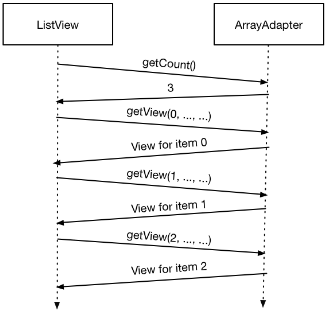 ListView
ArrayAdapter
getCount()
3
getView(0, ..., ...)
View for item 0
getView(1, ..., ...)
View for item 1
getView(2, ..., ...)
View for item 2